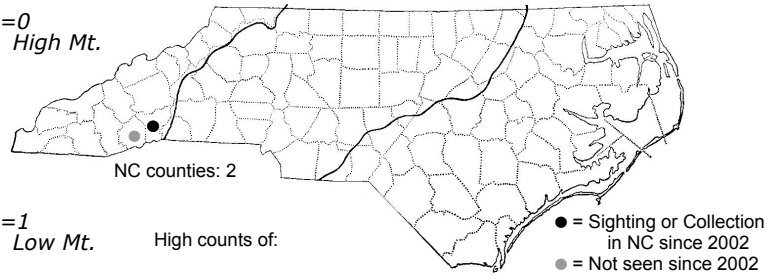 =0
High Mt.
NC counties: 2
=1
Low Mt.
High counts of:
= Sighting or Collection
in NC since 2002
= Not seen since 2002